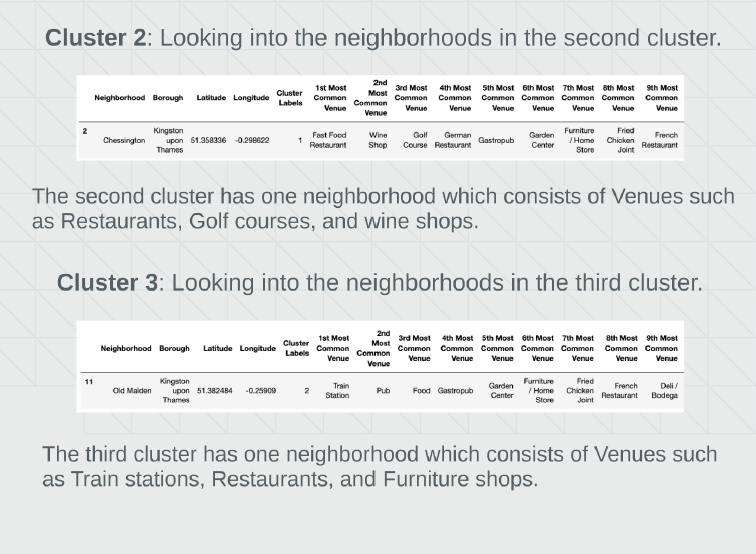 Cluster 2: Looking into the neighborhoods in the second cluster.
Neighborhood Borough Latitude Longitude Cluster Labels 1st Most Common Venue 2nd Most Common Venue 3rd Most Common Venue 4th Most Common Venue 5th Most Common Venue 6th Most Common Venue 7th Most Common Venue 8th Most Common Venue 9th Most Common Venue
2 Chessington Kingston upon Thames 51.358336 -0.298622 1 Fast Food Restaurant Wine Shop Golf Course German Restaurant Gastropub Garden Center Furniture / Home Store Fried Chicken Joint French Restaurant
The second cluster has one neighborhood which consists of Venues such
as Restaurants, Golf courses, and wine shops.
Cluster 3: Looking into the neighborhoods in the third cluster.
Neighborhood Borough Latitude Longitude Cluster Labels 1st Most Common Venue 2nd Most Common Venue 3rd Most Common Venue 4th Most Common Venue 5th Most Common Venue 6th Most Common Venue 7th Most Common Venue 8th Most Common Venue 9th Most Common Venue
11 Old Malden Kingston upon Thames 51.382484 -0.25909 2 Train Station Pub Food Gastropub Garden Center Furniture / Home Store Fried Chicken Joint French Restaurant Deli / Bodega
The third cluster has one neighborhood which consists of Venues such
as Train stations, Restaurants, and Furniture shops.